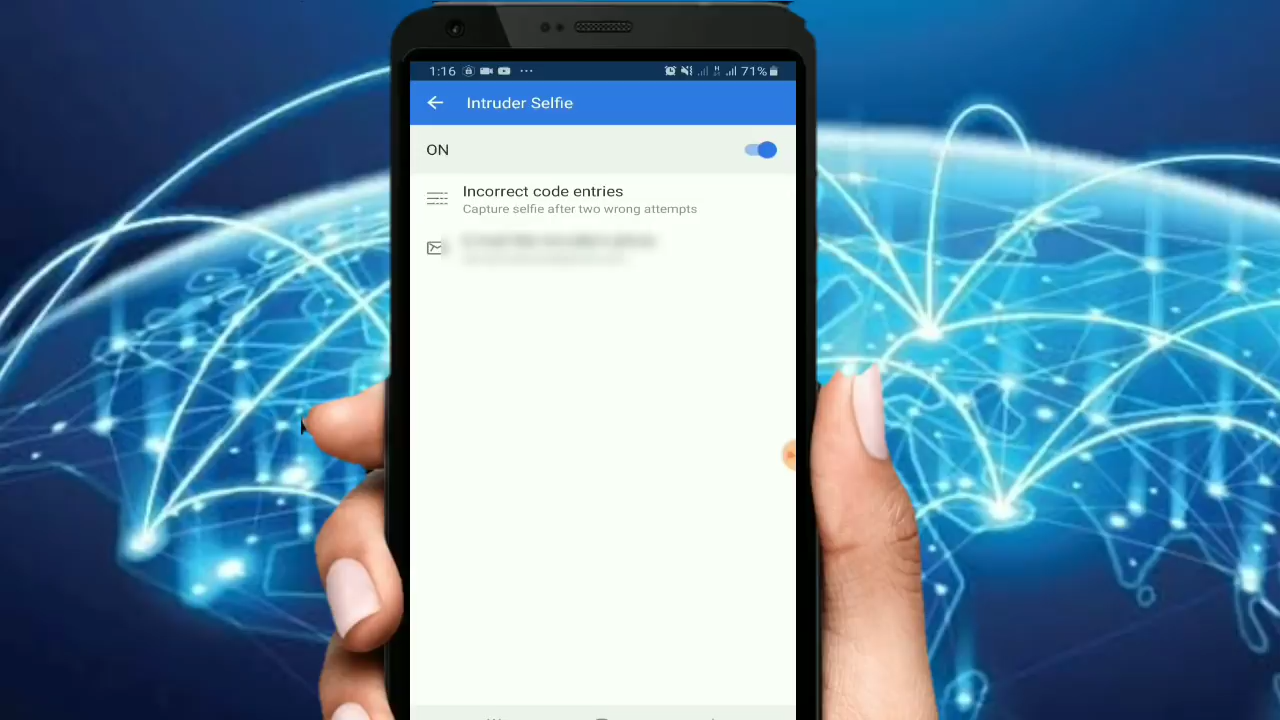 1:16 ... 71%
Intruder Selfie
ON
Incorrect code entries
Capture selfie after two wrong attempts